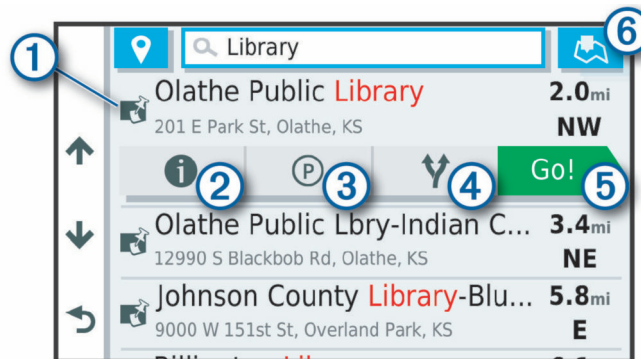 Library
6
1
Olathe Public Library 2.0mi
201 E Park St, Olathe, KS NW
i 2 P 3 4 Go! 5
Olathe Public Lbry-Indian C... 3.4mi
12990 S Blackbob Rd, Olathe, KS NE
Johnson County Library-Blu... 5.8mi
9000 W 151st St, Overland Park, KS E